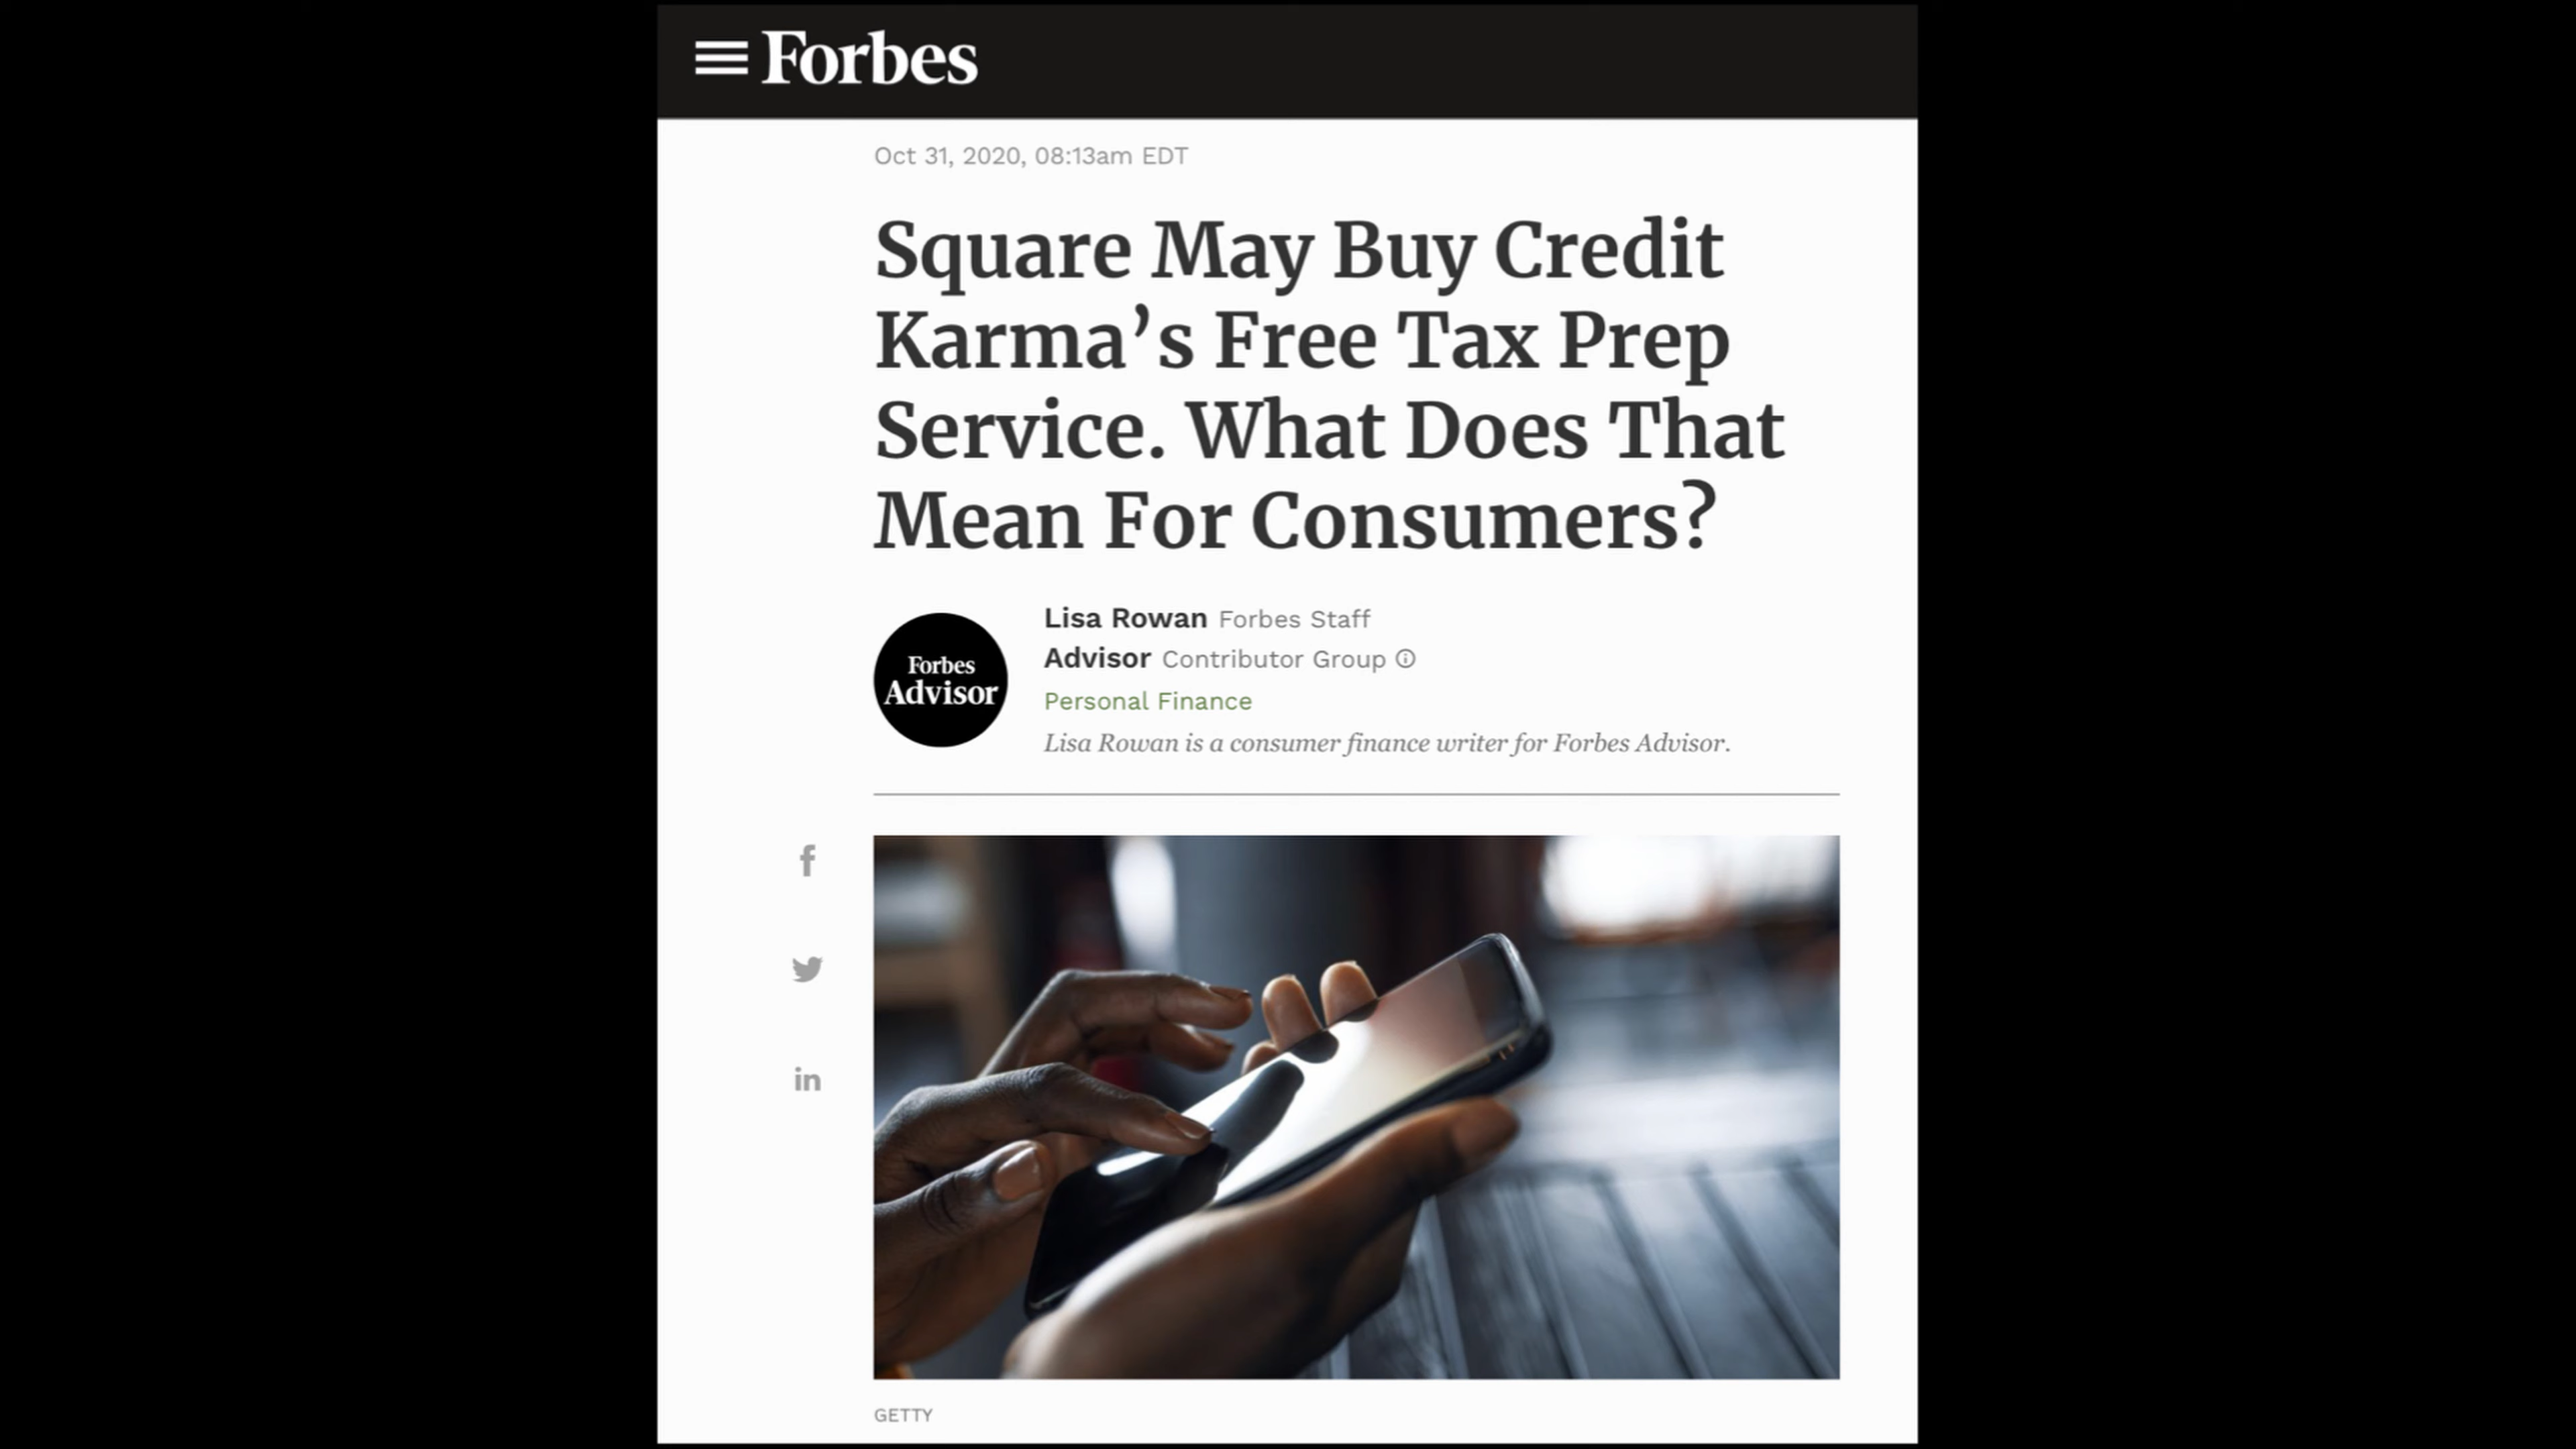 Forbes
Oct 31, 2020, 08:13am EDT
Square May Buy Credit
Karma’s Free Tax Prep
Service. What Does That
Mean For Consumers?
Forbes
Advisor
Lisa Rowan Forbes Staff
Advisor Contributor Group
Personal Finance
Lisa Rowan is a consumer finance writer for Forbes Advisor.
f
in
GETTY